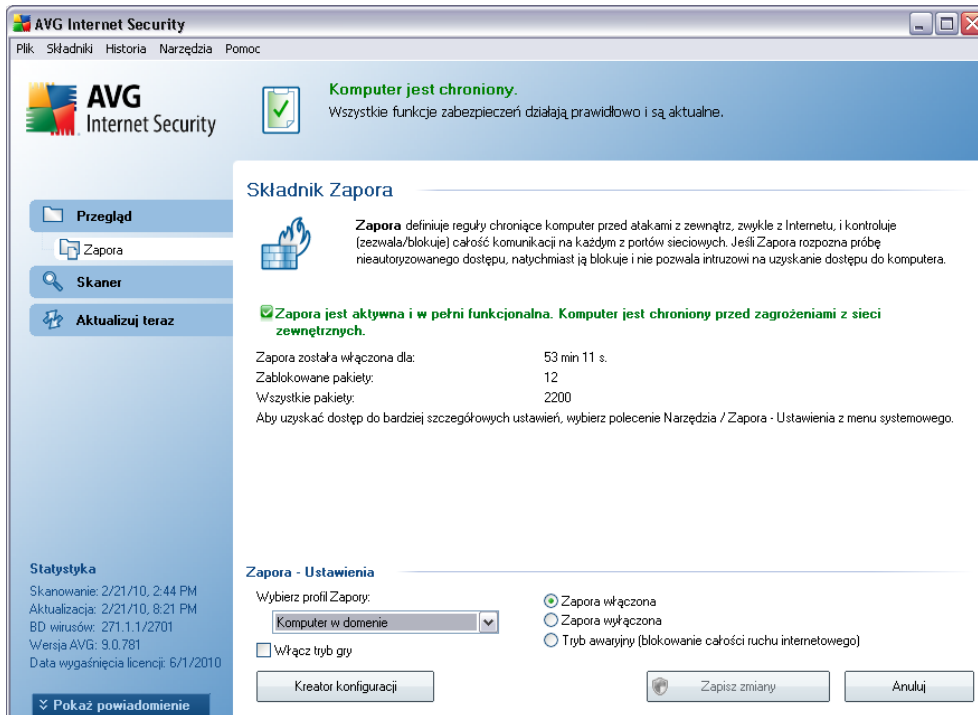 AVG Internet Security
Plik Składniki Historia Narzędzia Pomoc
AVG
Internet Security
Komputer jest chroniony.
Wszystkie funkcje zabezpieczeń działają prawidłowo i są aktualne.
Przegląd
Zapora
Skaner
Aktualizuj teraz
Składnik Zapora
Zapora definiuje reguły chroniące komputer przed atakami z zewnątrz, zwykle z Internetu, i kontroluje
(zezwala/blokuje) całość komunikacji na każdym z portów sieciowych. Jeśli Zapora rozpozna próbę
nieautoryzowanego dostępu, natychmiast ją blokuje i nie pozwala intruzowi na uzyskanie dostępu do komputera.
Zapora jest aktywna i w pełni funkcjonalna. Komputer jest chroniony przed zagrożeniami z sieci
zewnętrznych.
Zapora została włączona dla: 53 min 11 s.
Zablokowane pakiety: 12
Wszystkie pakiety: 2200
Aby uzyskać dostęp do bardziej szczegółowych ustawień, wybierz polecenie Narzędzia / Zapora - Ustawienia z menu systemowego.
Statystyka
Skanowanie: 2/21/10, 2:44 PM
Aktualizacja: 2/21/10, 8:21 PM
BD wirusów: 271.1.1/2701
Wersja AVG: 9.0.781
Data wygaśnięcia licencji: 6/1/2010
Pokaż powiadomienie
Zapora - Ustawienia
Wybierz profil Zapory:
Komputer w domenie
Włącz tryb gry
Zapora włączona
Zapora wyłączona
Tryb awaryjny (blokowanie całości ruchu internetowego)
Kreator konfiguracji
Zapisz zmiany
Anuluj